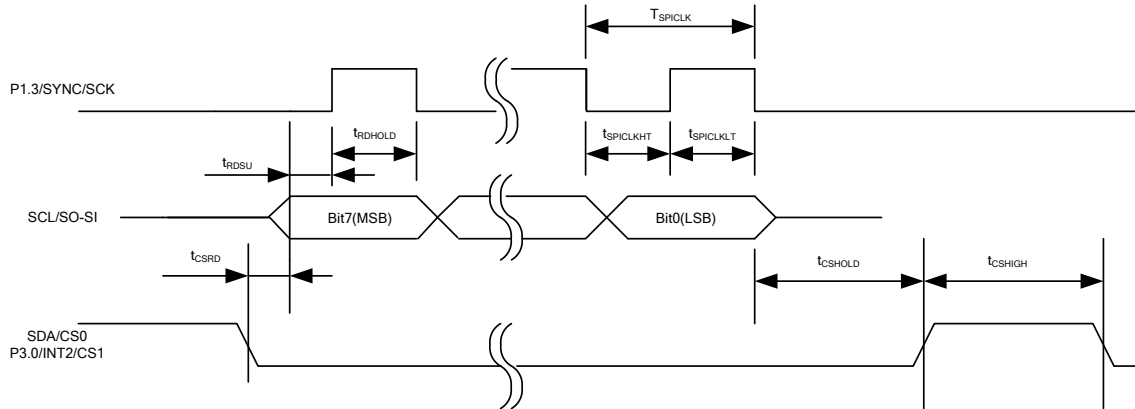 TSPICLK
P1.3/SYNC/SCK
tRDHOLD
tSPICLKHT
tSPICLKLT
tRDSU
SCL/SO-SI
Bit7(MSB)
Bit0(LSB)
tCSRD
tCSHOLD
tCSHIGH
SDA/CS0
P3.0/INT2/CS1